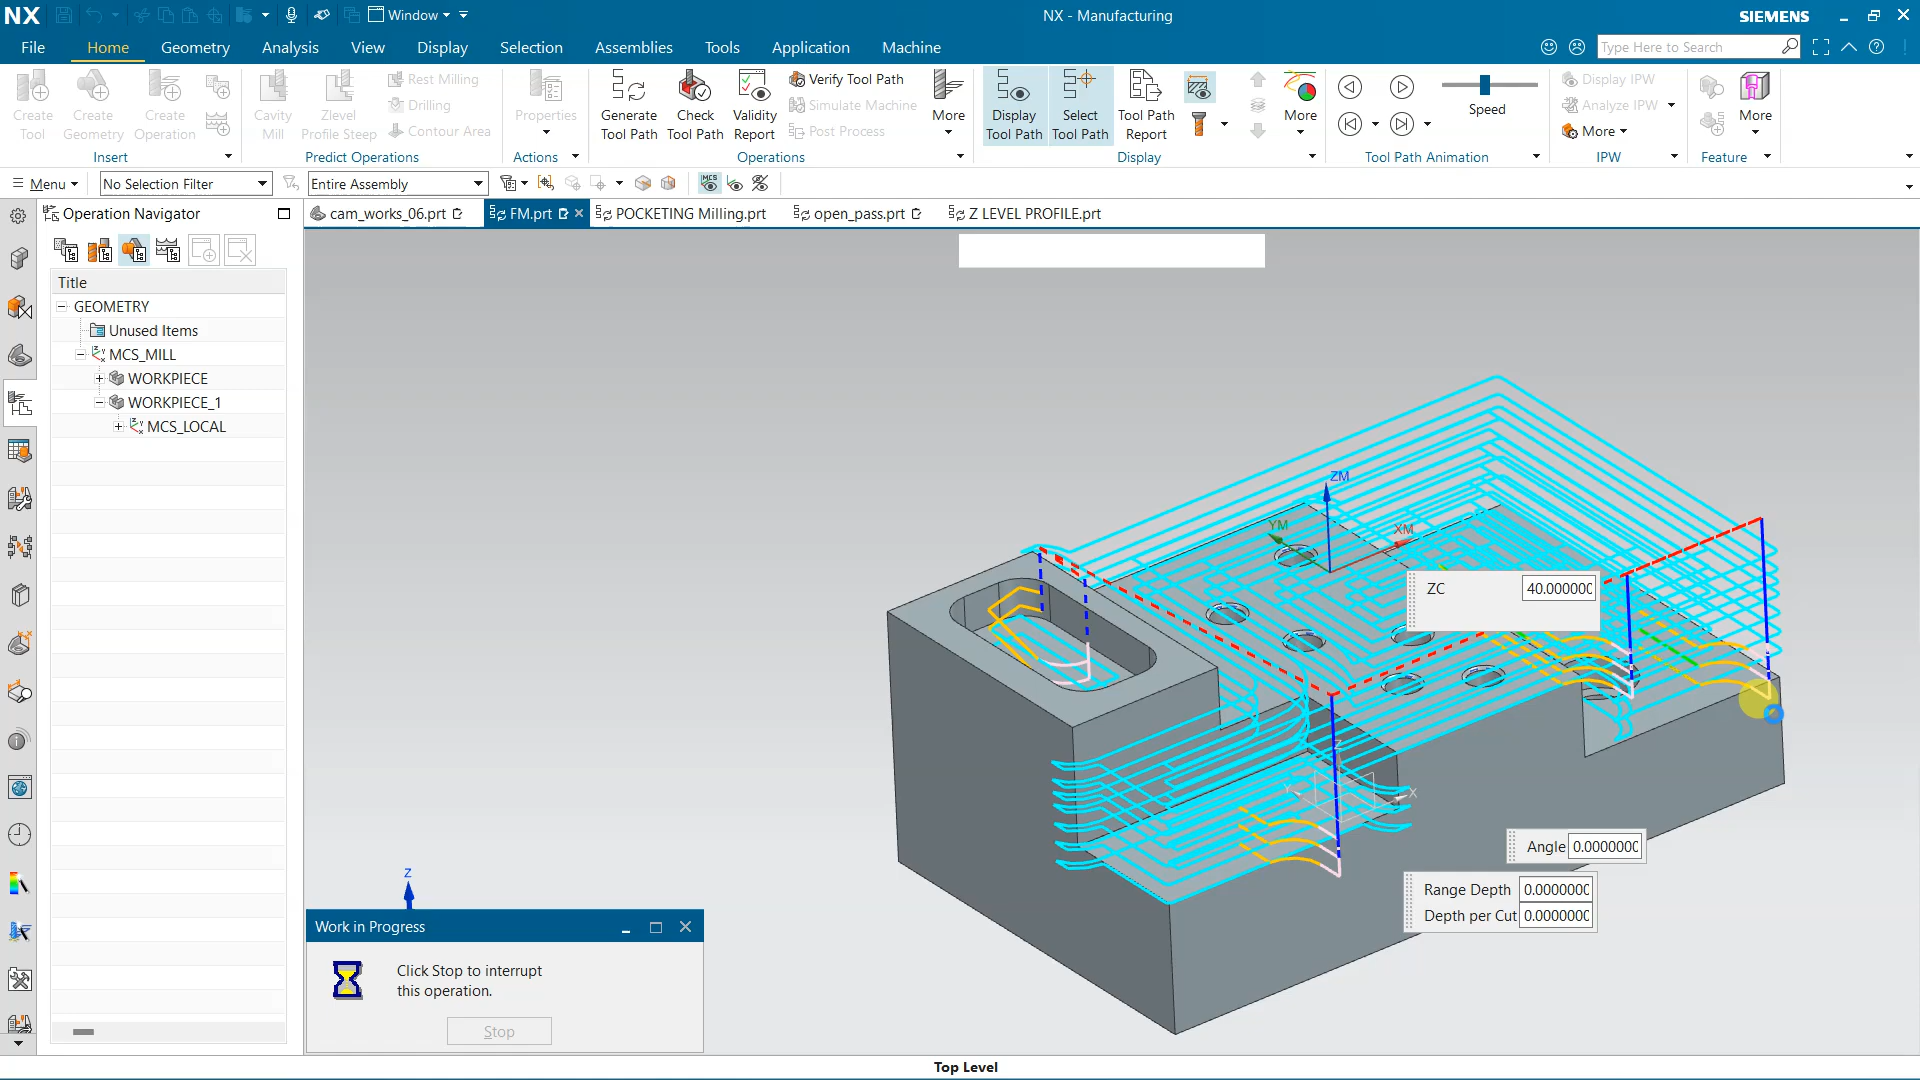 NX
Window
NX - Manufacturing
SIEMENS
File
Home
Geometry
Analysis
View
Display
Selection
Assemblies
Tools
Application
Machine
Type Here to Search
Create Tool
Create Geometry
Create Operation
Insert
Cavity Mill
Zlevel Profile Steep
Rest Milling
Drilling
Contour Area
Predict Operations
Properties
Actions
Generate Tool Path
Check Tool Path
Validity Report
Verify Tool Path
Simulate Machine
Post Process
More
Operations
Display Tool Path
Select Tool Path
Tool Path Report
More
Display
Speed
Tool Path Animation
Display IPW
Analyze IPW
More
IPW
More
Feature
Menu
No Selection Filter
Entire Assembly
MCS
Operation Navigator
cam_works_06.prt
FM.prt
POCKETING Milling.prt
open_pass.prt
Z LEVEL PROFILE.prt
Title
GEOMETRY
Unused Items
MCS_MILL
WORKPIECE
WORKPIECE_1
MCS_LOCAL
ZM
YM
XM
ZC 40.000000
Z
Y
X
Angle 0.0000000
Range Depth 0.0000000
Depth per Cut 0.0000000
Z
Work in Progress
Click Stop to interrupt
this operation.
Stop
Top Level